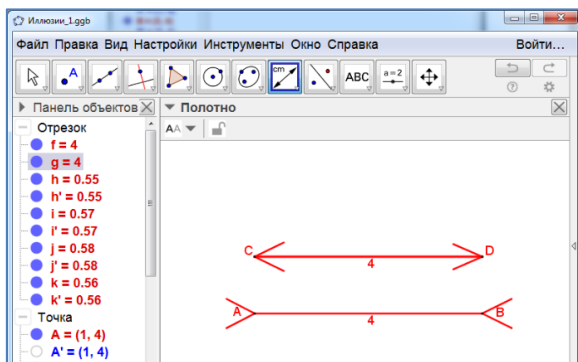 Иллюзии_1.ggb
Файл Правка Вид Настройки Инструменты Окно Справка Войти...
A cm ABC a=2
Панель объектов Полотно
Отрезок
f = 4
g = 4
h = 0.55
h' = 0.55
i = 0.57
i' = 0.57
j = 0.58
j' = 0.58
k = 0.56
k' = 0.56
Точка
A = (1, 4)
A' = (1, 4)
AA
C D
4
A B
4